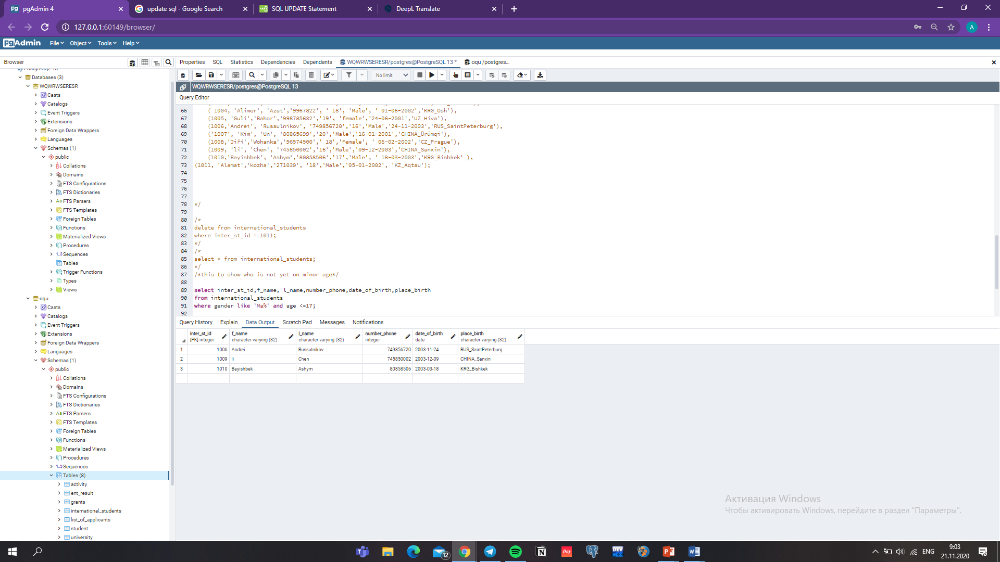 pgAdmin 4
update sql - Google Search
SQL UPDATE Statement
DeepL Translate
127.0.0.1:60149/browser/
A
pgAdmin
File
Object
Tools
Help
Browser
Properties
SQL
Statistics
Dependencies
Dependents
WQWRWSERESR/postgres@PostgreSQL 13 *
oqu /postgres...
No limit
WQWRWSERESR/postgres@PostgreSQL 13
Query Editor
PostgreSQL 13
Databases (3)
WQWRWSERESR
Casts
Catalogs
Event Triggers
Extensions
Foreign Data Wrappers
Languages
Schemas (1)
public
Collations
Domains
FTS Configurations
FTS Dictionaries
FTS Parsers
FTS Templates
Foreign Tables
Functions
Materialized Views
Procedures
Sequences
Tables
Trigger Functions
Types
Views
oqu
Casts
Catalogs
Event Triggers
Extensions
Foreign Data Wrappers
Languages
Schemas (1)
public
Collations
Domains
FTS Configurations
FTS Dictionaries
FTS Parsers
FTS Templates
Foreign Tables
Functions
Materialized Views
Procedures
Sequences
Tables (8)
activity
ent_result
grants
international_students
list_of_applicants
student
university
66 ( 1004, 'Alimer', 'Azat','9967822', ' 18', 'Male', ' 01-06-2002','KRG_Osh'),
67 (1005, 'Guli','Bahor','998785632','19', 'female','24-06-2001','UZ_Hiva'),
68 (1006,'Andrei', 'Russulnikov', '749856720','16','Male','24-11-2003','RUS_SaintPeterburg'),
69 ('1007', 'Kim', 'Un', '80865699','20','Male','16-01-2001','CHINA_Ürümqi'),
70 (1008,'Jiří','Wohanka','96574500',' 18','Female', ' 06-02-2002','CZ_Prague'),
71 (1009, 'li', 'Chen', '745850002','16','Male','09-12-2003','CHINA_Sanxin'),
72 (1010,'Bayishbek', 'Ashym','80858506','17','Male', ' 18-03-2003','KRG_Bishkek' ),
73 (1011, 'Alamat','kozha','271039', '18','Male','05-01-2002', 'KZ_Aqtau');
74
75
76
77
78 */
79
80 /*
81 delete from international_students
82 where inter_st_id = 1011;
83 */
84 /*
85 select * from international_students;
86 */
87 /*this to show who is not yet on minor age*/
88
89 select inter_st_id,f_name, l_name,number_phone,date_of_birth,place_birth
90 from international_students
91 where gender like 'Ma%' and age <=17;
92
Query History
Explain
Data Output
Scratch Pad
Messages
Notifications
inter_st_id f_name l_name number_phone date_of_birth place_birth
[PK] integer character varying (32) character varying (32) integer date character varying (32)
1 1006 Andrei Russulnikov 749856720 2003-11-24 RUS_SaintPeterburg
2 1009 li Chen 745850002 2003-12-09 CHINA_Sanxin
3 1010 Bayishbek Ashym 80858506 2003-03-18 KRG_Bishkek
Активация Windows
Чтобы активировать Windows, перейдите в раздел "Параметры".
12
Day
DEV
ENG
9:03
21.11.2020